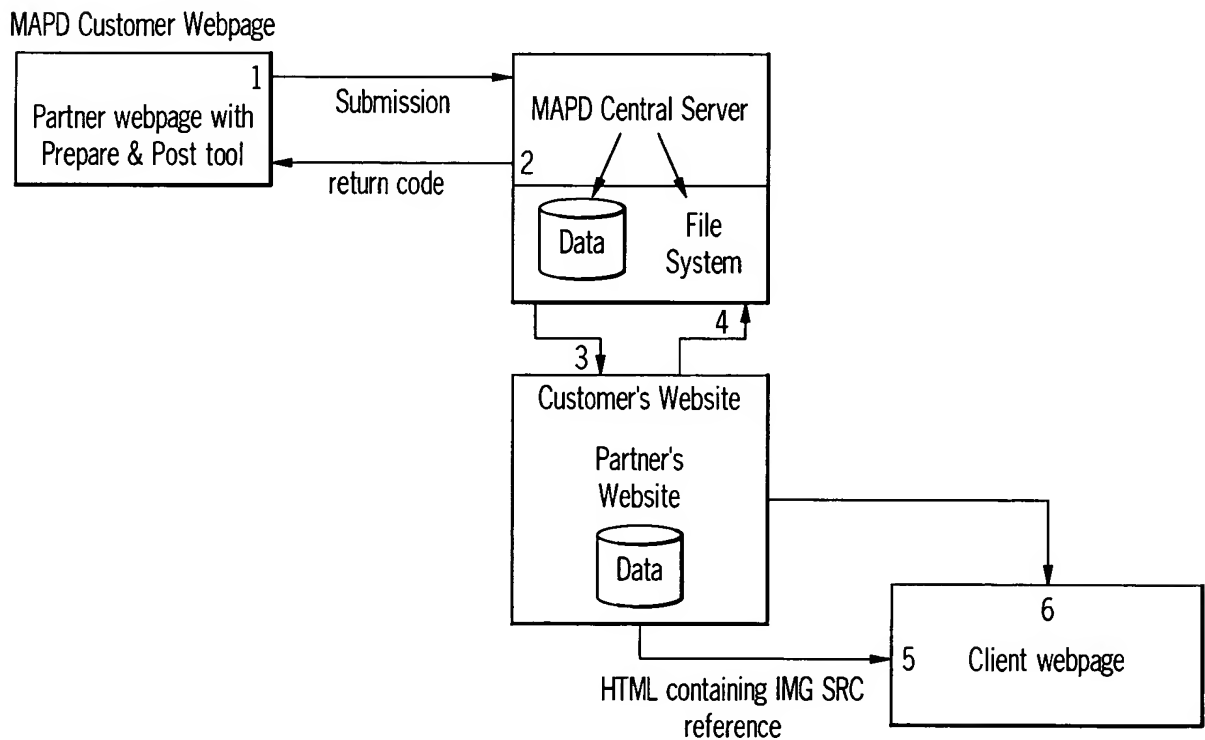 MAPD Customer Webpage
1
Partner webpage with
Prepare & Post tool
Submission
return code
MAPD Central Server
2
Data
File
System
3
4
Customer's Website
Partner's
Website
Data
HTML containing IMG SRC
reference
5
6
Client webpage